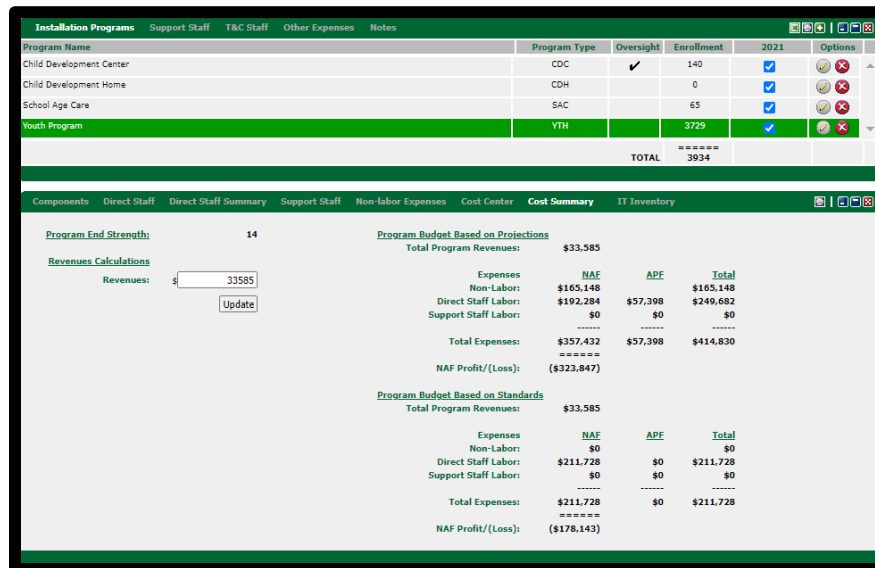 Installation Programs Support Staff T&C Staff Other Expenses Notes
Program Name Program Type Oversight Enrollment 2021 Options
Child Development Center CDC ✔ 140
Child Development Home CDH 0
School Age Care SAC 65
Youth Program YTH 3729
======
TOTAL 3934
Components Direct Staff Direct Staff Summary Support Staff Non-labor Expenses Cost Center Cost Summary IT Inventory
Program End Strength: 14 Program Budget Based on Projections
Total Program Revenues: $33,585
Revenues Calculations
Revenues: $ 33585
Update
Expenses NAF APF Total
Non-Labor: $165,148 $165,148
Direct Staff Labor: $192,284 $57,398 $249,682
Support Staff Labor: $0 $0 $0
------ ------ ------
Total Expenses: $357,432 $57,398 $414,830
======
NAF Profit/(Loss): ($323,847)
Program Budget Based on Standards
Total Program Revenues: $33,585
Expenses NAF APF Total
Non-Labor: $0 $0
Direct Staff Labor: $211,728 $0 $211,728
Support Staff Labor: $0 $0 $0
------ ------ ------
Total Expenses: $211,728 $0 $211,728
======
NAF Profit/(Loss): ($178,143)